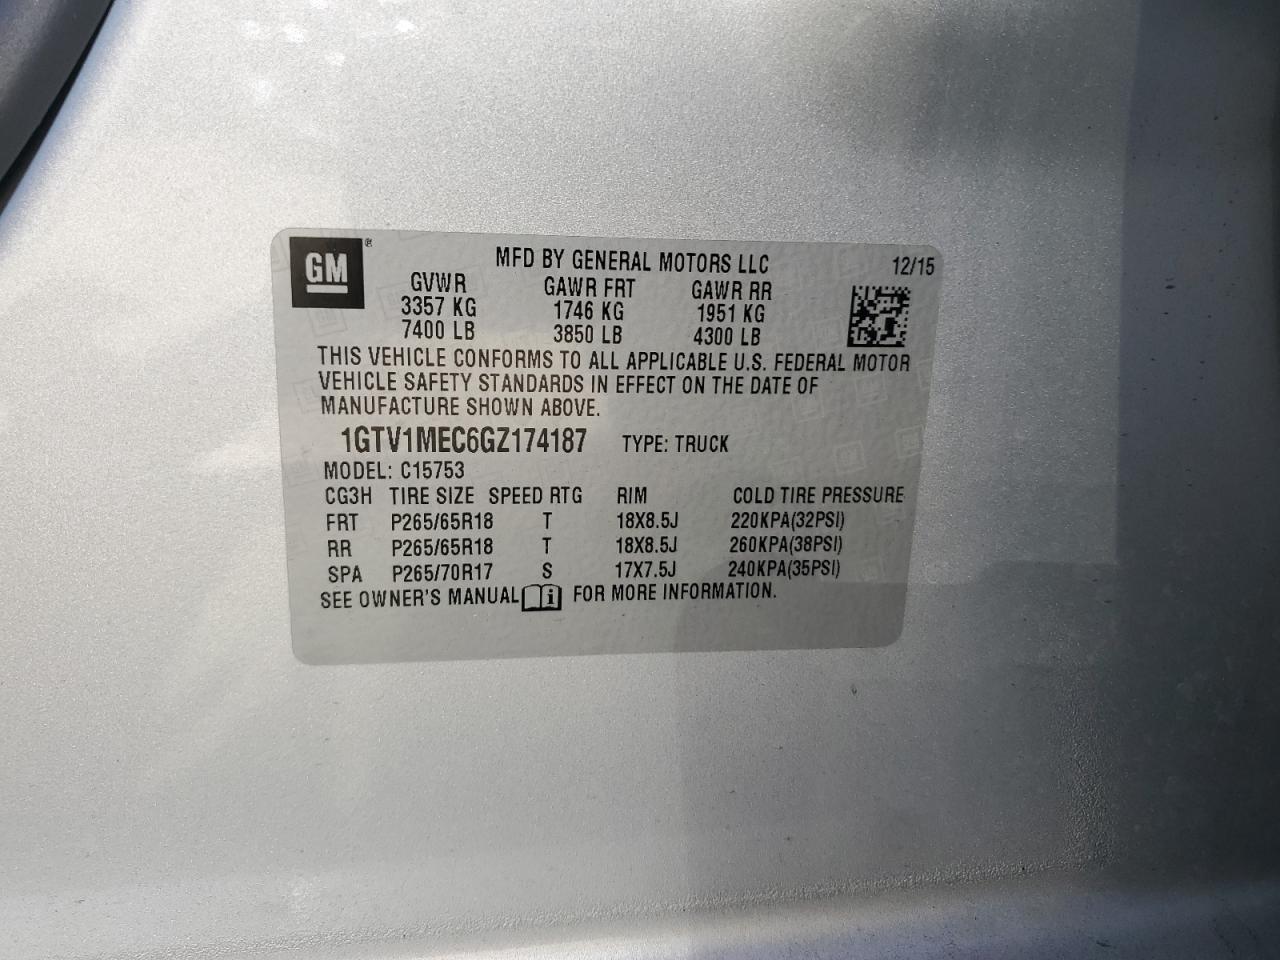 GM ®
MFD BY GENERAL MOTORS LLC 12/15
GVWR GAWR FRT GAWR RR
3357 KG 1746 KG 1951 KG
7400 LB 3850 LB 4300 LB
THIS VEHICLE CONFORMS TO ALL APPLICABLE U.S. FEDERAL MOTOR
VEHICLE SAFETY STANDARDS IN EFFECT ON THE DATE OF
MANUFACTURE SHOWN ABOVE.
1GTV1MEC6GZ174187 TYPE: TRUCK
MODEL: C15753
CG3H TIRE SIZE SPEED RTG RIM COLD TIRE PRESSURE
FRT P265/65R18 T 18X8.5J 220KPA(32PSI)
RR P265/65R18 T 18X8.5J 260KPA(38PSI)
SPA P265/70R17 S 17X7.5J 240KPA(35PSI)
SEE OWNER'S MANUAL i FOR MORE INFORMATION.